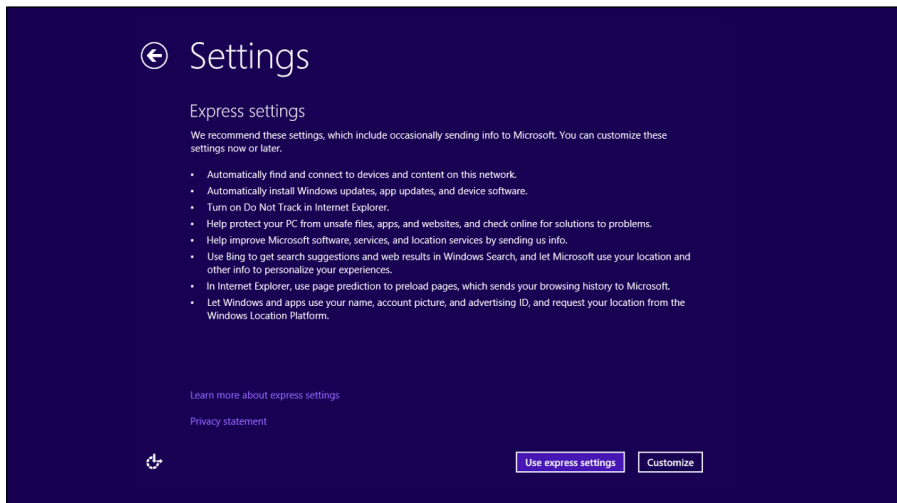 Settings
Express settings
We recommend these settings, which include occasionally sending info to Microsoft. You can customize these
settings now or later.
• Automatically find and connect to devices and content on this network.
• Automatically install Windows updates, app updates, and device software.
• Turn on Do Not Track in Internet Explorer.
• Help protect your PC from unsafe files, apps, and websites, and check online for solutions to problems.
• Help improve Microsoft software, services, and location services by sending us info.
• Use Bing to get search suggestions and web results in Windows Search, and let Microsoft use your location and
other info to personalize your experiences.
• In Internet Explorer, use page prediction to preload pages, which sends your browsing history to Microsoft.
• Let Windows and apps use your name, account picture, and advertising ID, and request your location from the
Windows Location Platform.
Learn more about express settings
Privacy statement
Use express settings
Customize